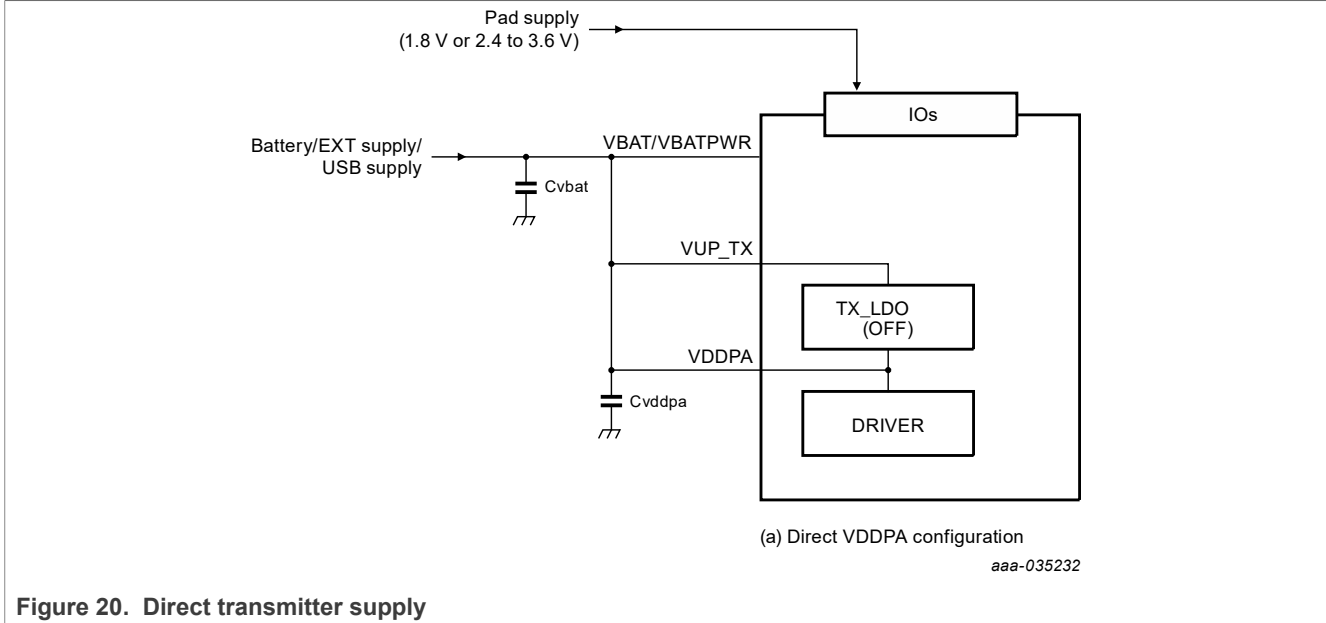 Pad supply
(1.8 V or 2.4 to 3.6 V)
IOs
Battery/EXT supply/
USB supply
VBAT/VBATPWR
Cvbat
VUP_TX
TX_LDO
(OFF)
VDDPA
Cvddpa
DRIVER
(a) Direct VDDPA configuration
aaa-035232
Figure 20. Direct transmitter supply